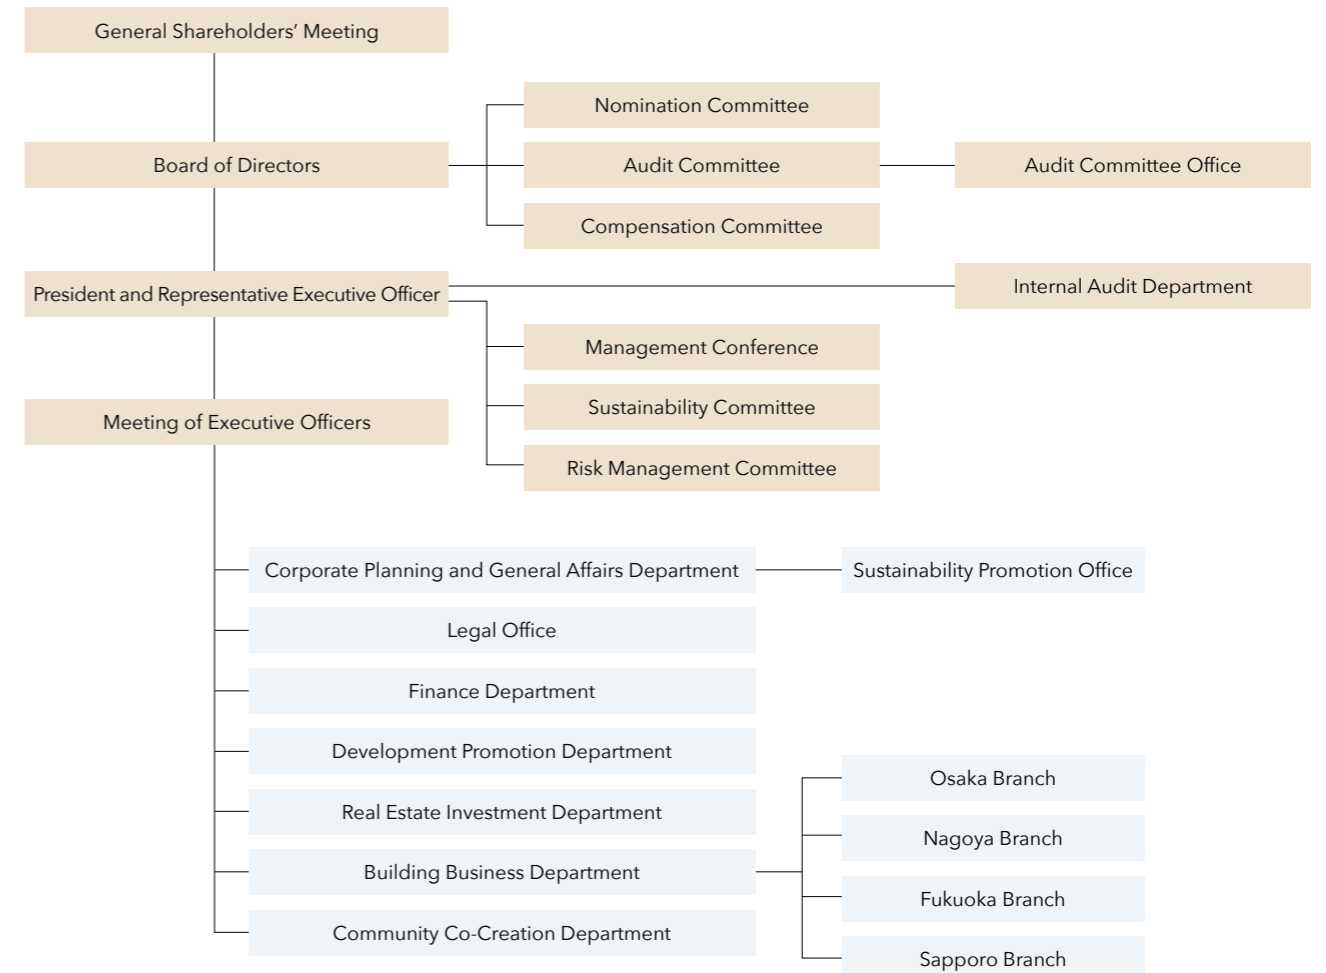 General Shareholders’ Meeting
Nomination Committee
Board of Directors
Audit Committee
Audit Committee Office
Compensation Committee
President and Representative Executive Officer
Internal Audit Department
Management Conference
Sustainability Committee
Meeting of Executive Officers
Risk Management Committee
Corporate Planning and General Affairs Department
Sustainability Promotion Office
Legal Office
Finance Department
Development Promotion Department
Real Estate Investment Department
Building Business Department
Osaka Branch
Nagoya Branch
Fukuoka Branch
Sapporo Branch
Community Co-Creation Department